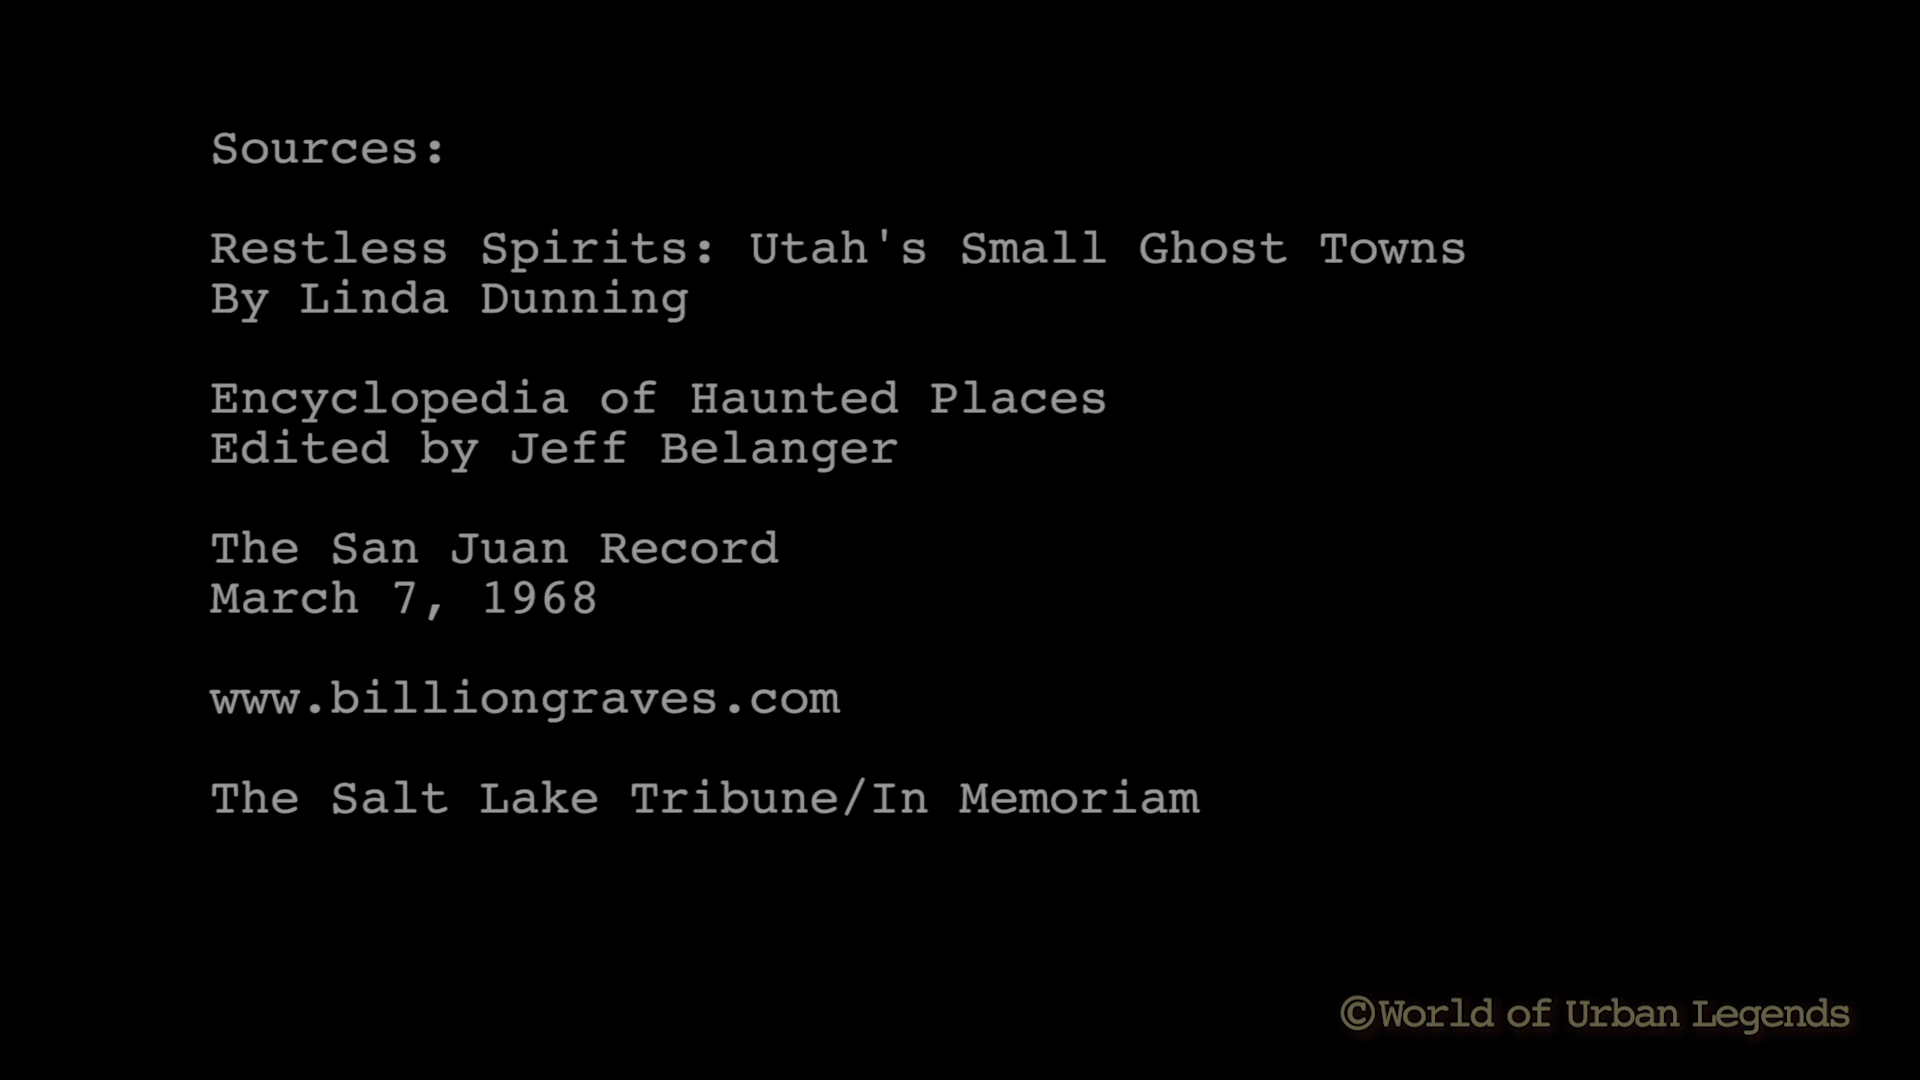 Sources:
Restless Spirits: Utah's Small Ghost Towns
By Linda Dunning
Encyclopedia of Haunted Places
Edited by Jeff Belanger
The San Juan Record
March 7, 1968
www.billiongraves.com
The Salt Lake Tribune/In Memoriam
©World of Urban Legends